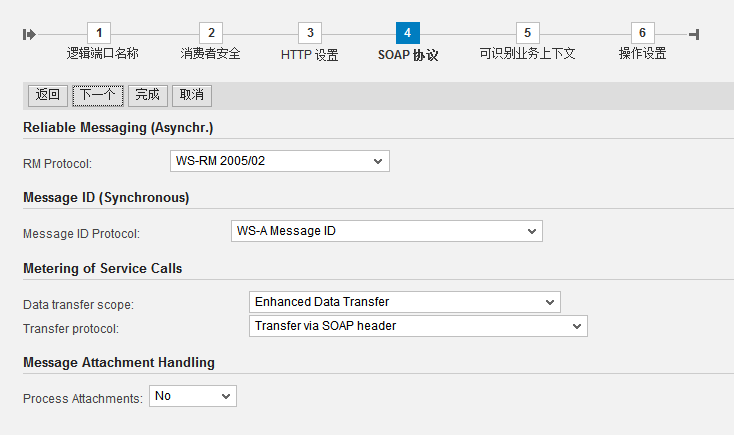 1 2 3 4 5 6
逻辑端口名称 消费者安全 HTTP 设置 SOAP 协议 可识别业务上下文 操作设置
返回 下一个 完成 取消
Reliable Messaging (Asynchr.)
RM Protocol: WS-RM 2005/02
Message ID (Synchronous)
Message ID Protocol: WS-A Message ID
Metering of Service Calls
Data transfer scope: Enhanced Data Transfer
Transfer protocol: Transfer via SOAP header
Message Attachment Handling
Process Attachments: No